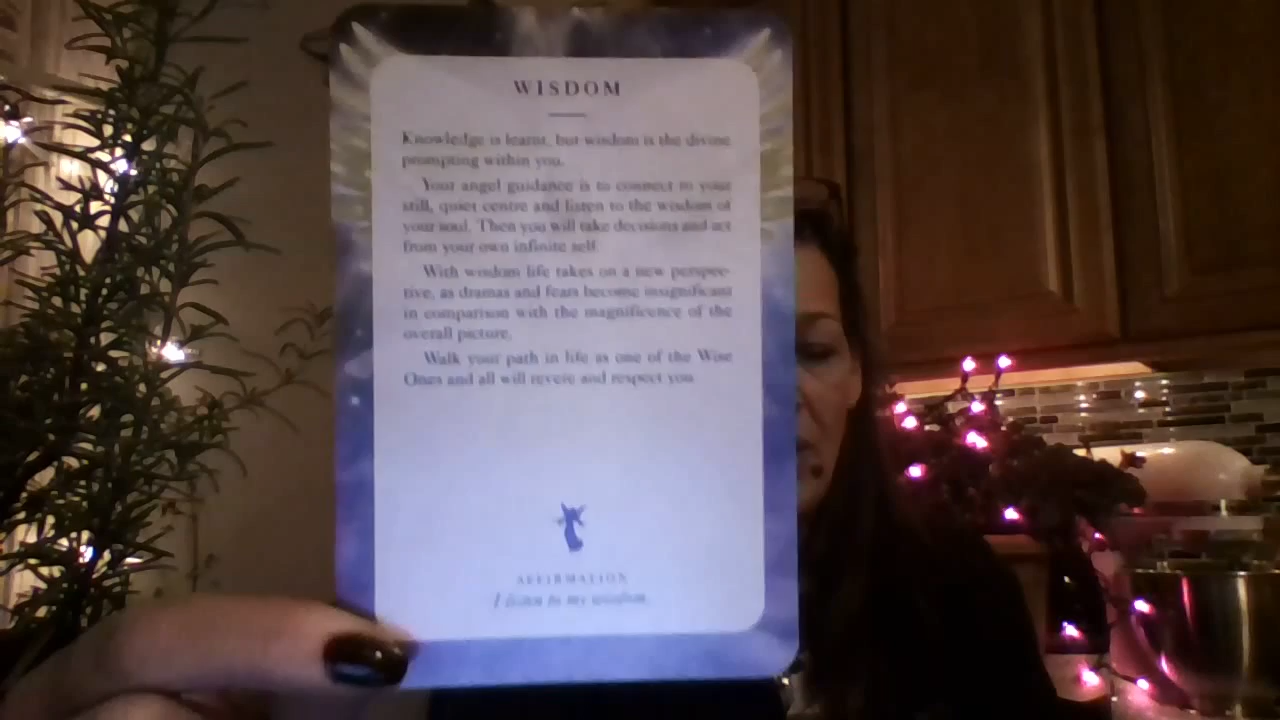 WISDOM
Knowledge is learnt, but wisdom is the divine
prompting within you.
Your angel guidance is to connect to your
still, quiet centre and listen to the wisdom of
your soul. Then you will take decisions and act
from your own infinite self.
With wisdom life takes on a new perspec-
tive, as dramas and fears become insignificant
in comparison with the magnificence of the
overall picture.
Walk your path in life as one of the Wise
Ones and all will revere and respect you.
AFFIRMATION
I listen to my wisdom.